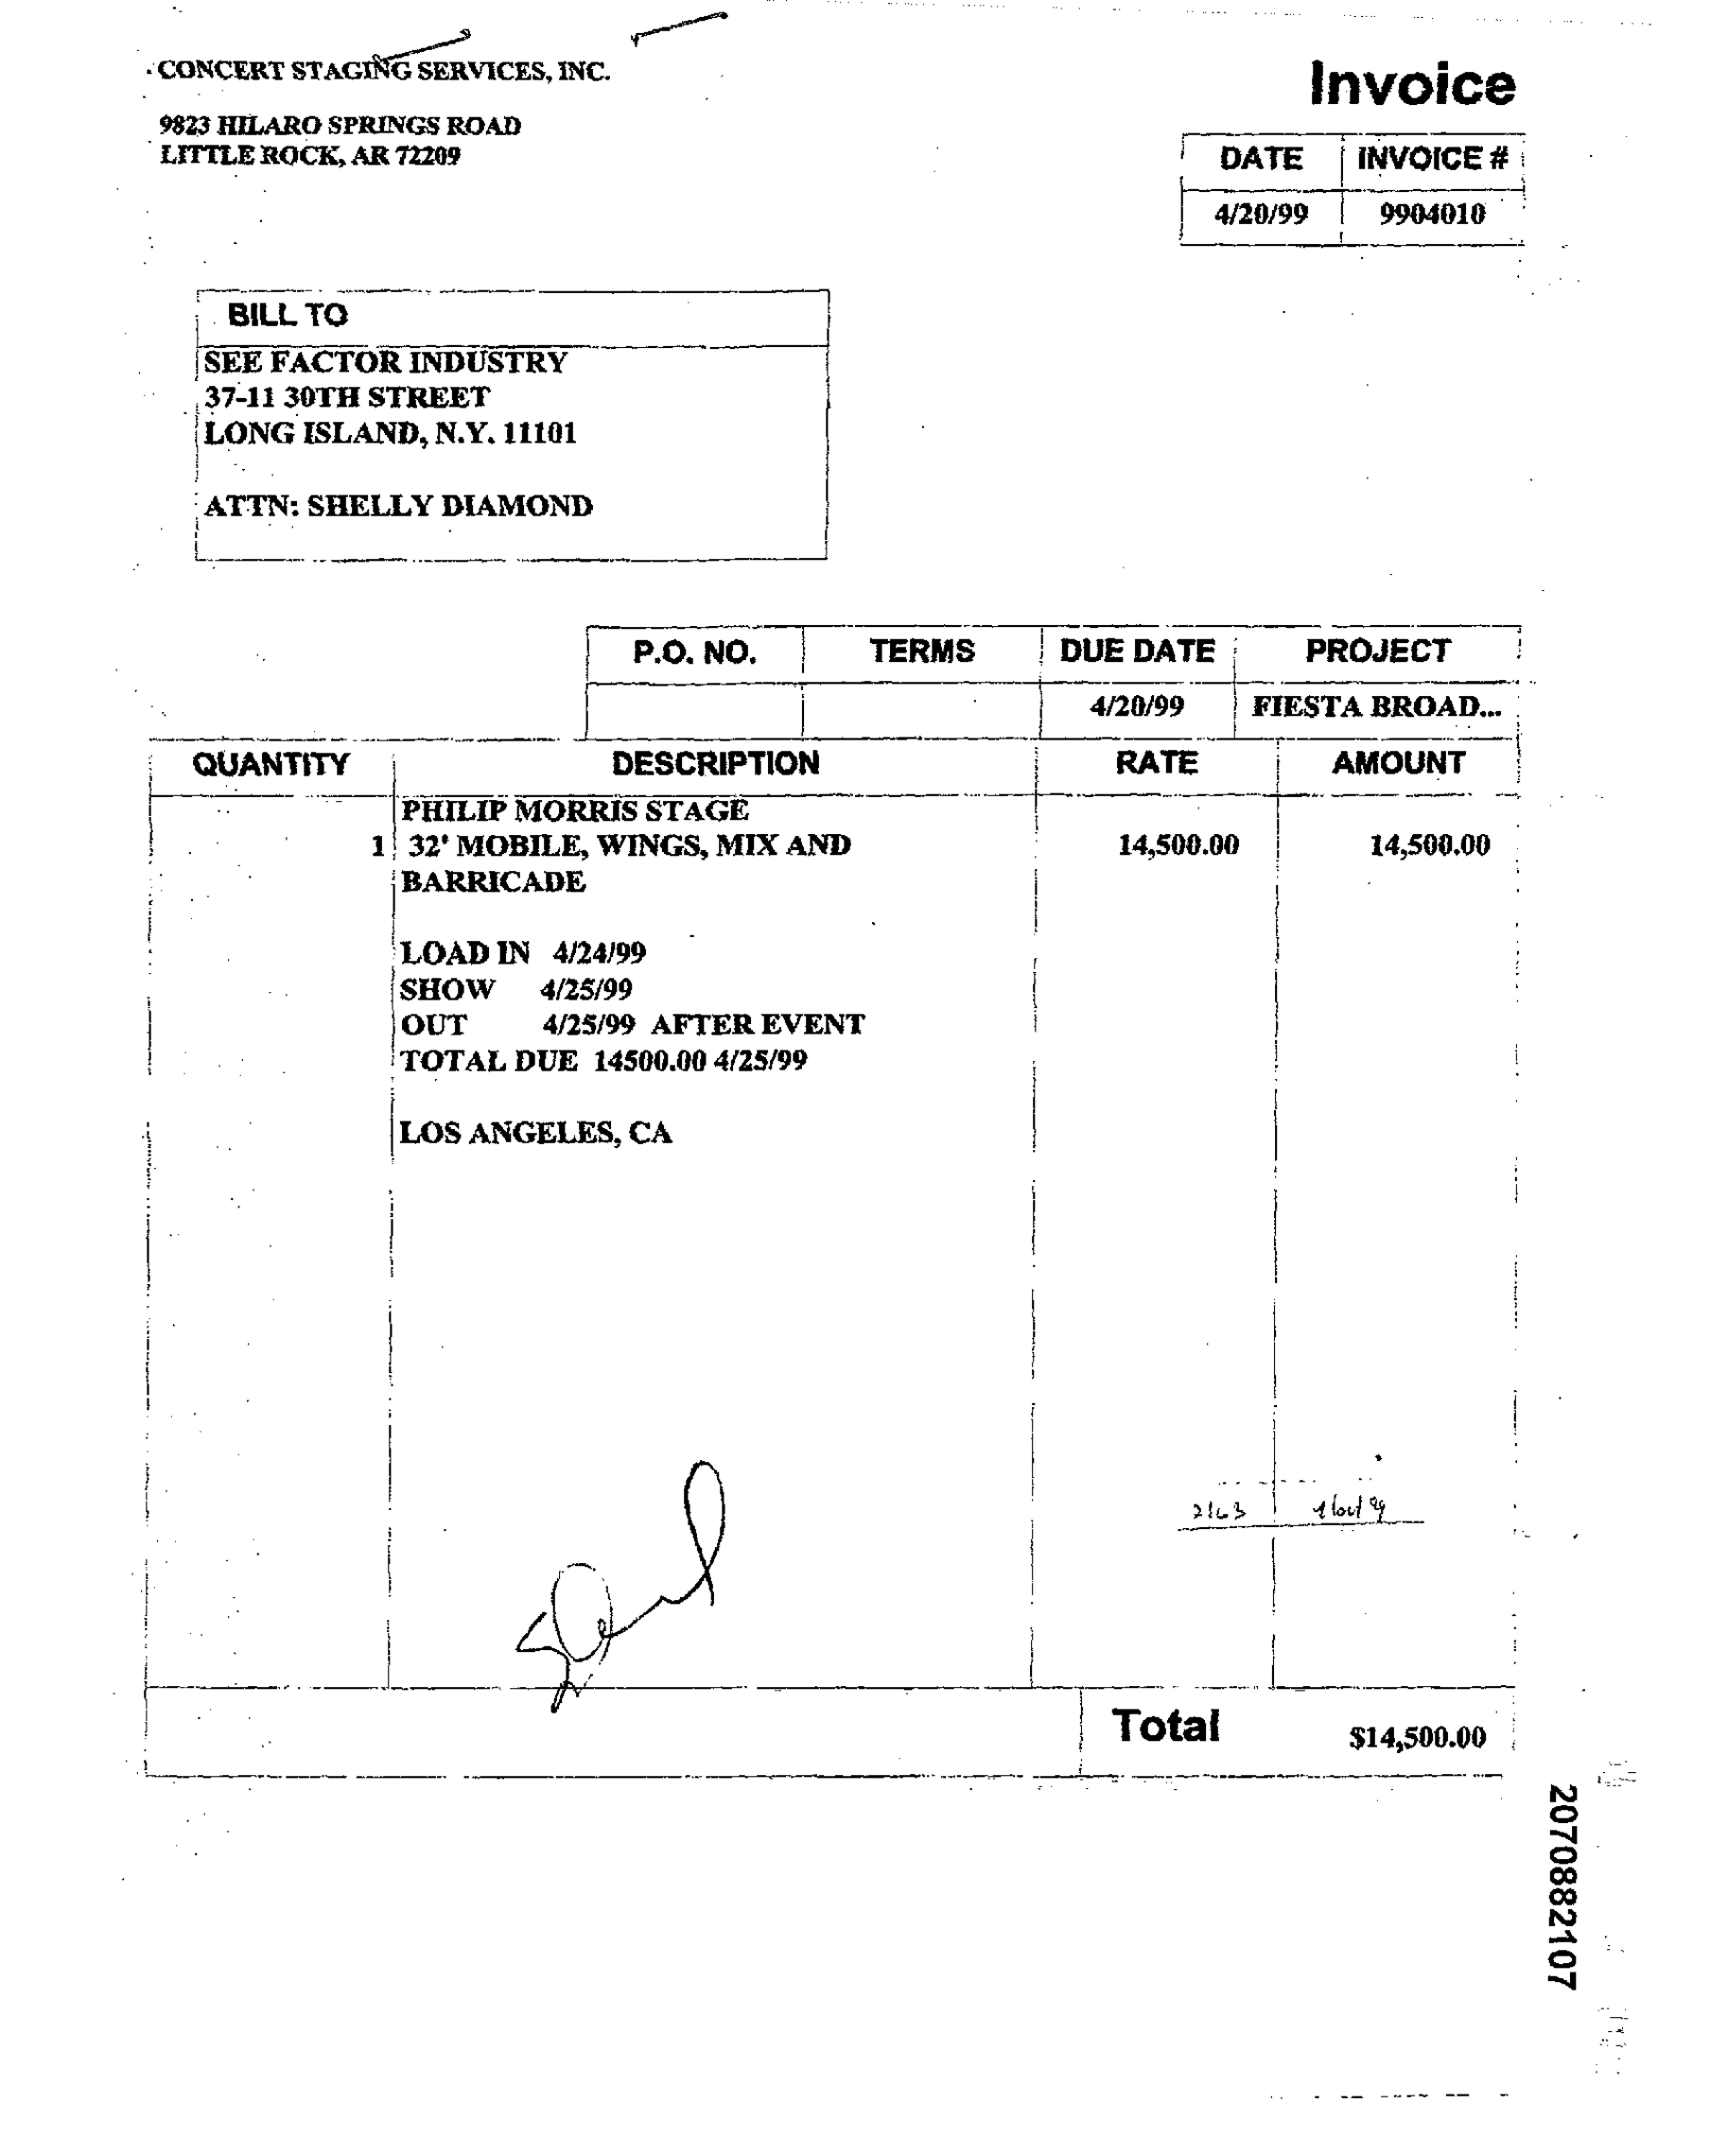 CONCERT STAGING SERVICES, INC.
9823 HILARO SPRINGS ROAD
LITTLE ROCK, AR 72209
Invoice
DATE INVOICE #
4/20/99 9904010
BILL TO
SEE FACTOR INDUSTRY
37-11 30TH STREET
LONG ISLAND, N.Y. 11101
ATTN: SHELLY DIAMOND
P.O. NO. TERMS DUE DATE PROJECT
4/20/99 FIESTA BROAD...
QUANTITY DESCRIPTION RATE AMOUNT
PHILIP MORRIS STAGE
1 32' MOBILE, WINGS, MIX AND 14,500.00 14,500.00
BARRICADE
LOAD IN 4/24/99
SHOW 4/25/99
OUT 4/25/99 AFTER EVENT
TOTAL DUE 14500.00 4/25/99
LOS ANGELES, CA
2163
Total $14,500.00
2070882107